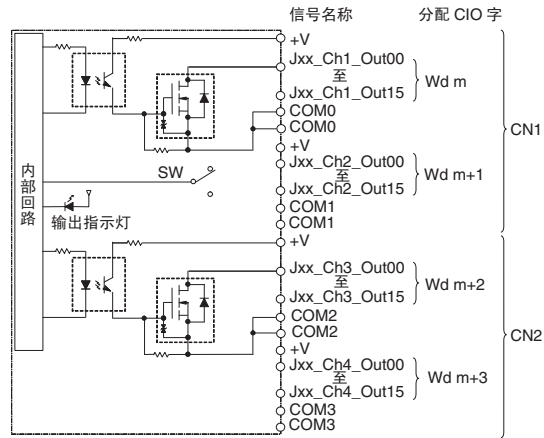 信号名称 分配 CIO 字
+V
Jxx_Ch1_Out00
至
Jxx_Ch1_Out15
Wd m
COM0
COM0
+V
Jxx_Ch2_Out00
至
Jxx_Ch2_Out15
Wd m+1
COM1
COM1
CN1
+V
Jxx_Ch3_Out00
至
Jxx_Ch3_Out15
Wd m+2
COM2
COM2
+V
Jxx_Ch4_Out00
至
Jxx_Ch4_Out15
Wd m+3
COM3
COM3
CN2
内部回路
SW
输出指示灯